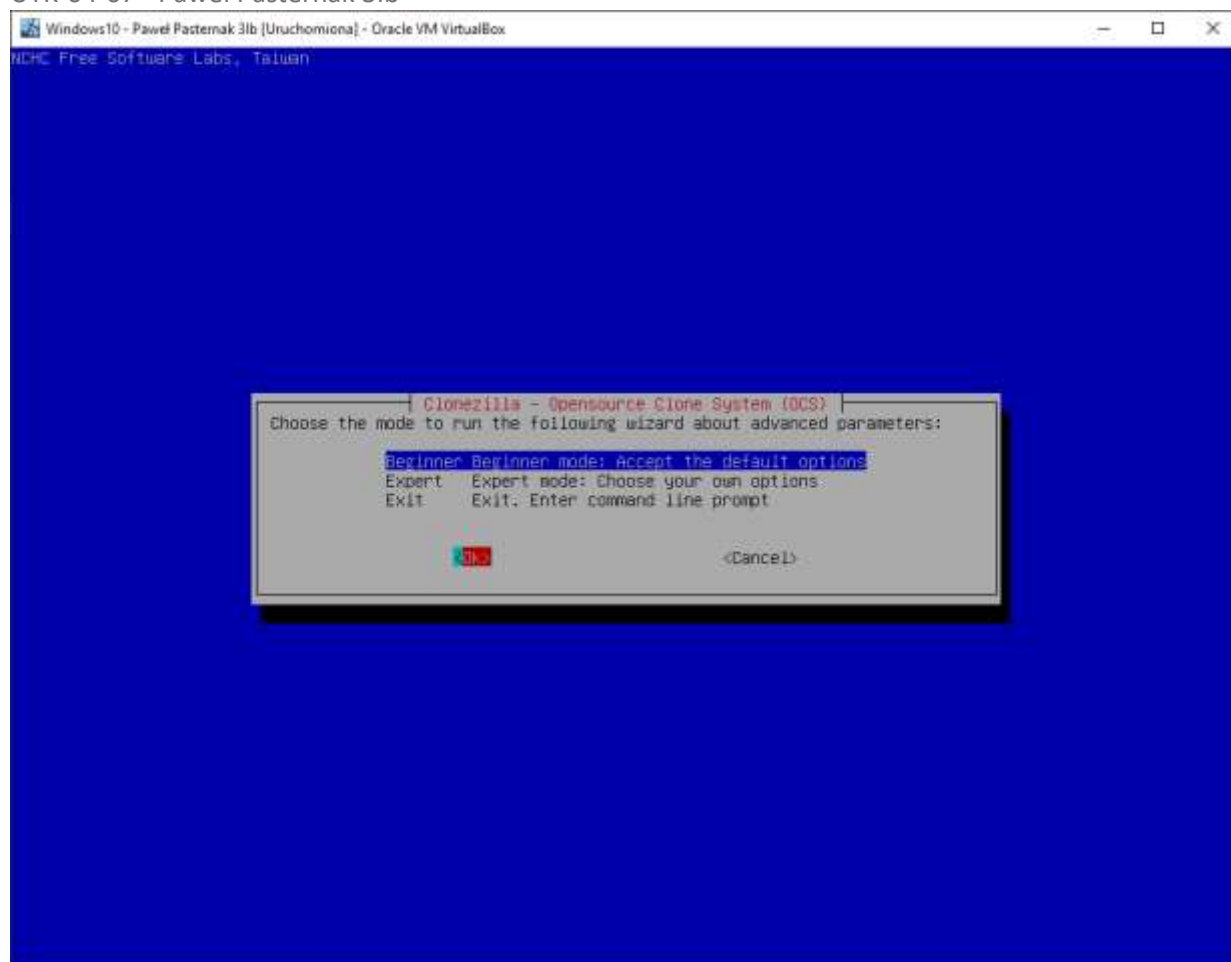 Windows10 - Paweł Pasternak 3lb [Uruchomiona] - Oracle VM VirtualBox
NCHC Free Software Labs, Taiwan
Clonezilla - Opensource Clone System (OCS)
Choose the mode to run the following wizard about advanced parameters:
Beginner Beginner mode: Accept the default options
Expert Expert mode: Choose your own options
Exit Exit. Enter command line prompt
<Ok> <Cancel>